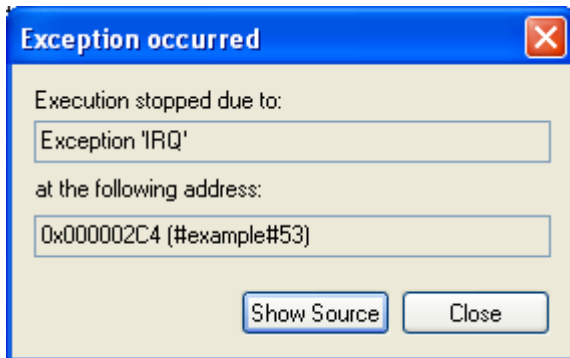 Exception occurred
Execution stopped due to:
Exception 'IRQ'
at the following address:
0x000002C4 (#example#53)
Show Source
Close